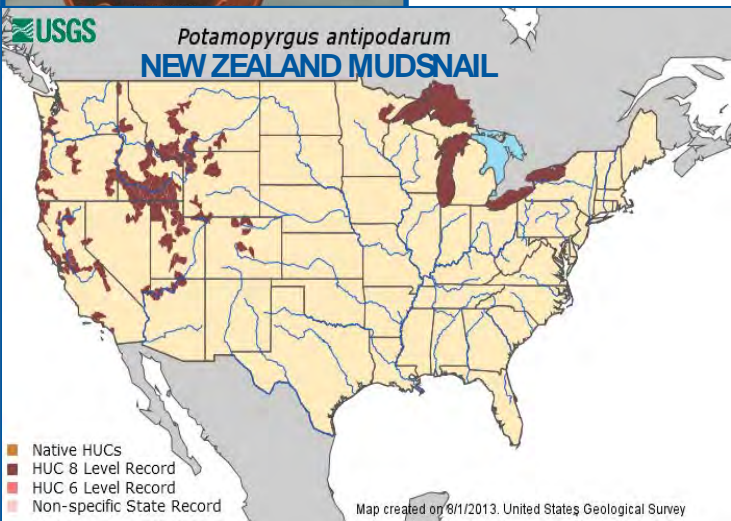 USGS
Potamopyrgus antipodarum
NEW ZEALAND MUDSNAIL
Native HUCs
HUC 8 Level Record
HUC 6 Level Record
Non-specific State Record
Map created on 8/1/2013. United States Geological Survey